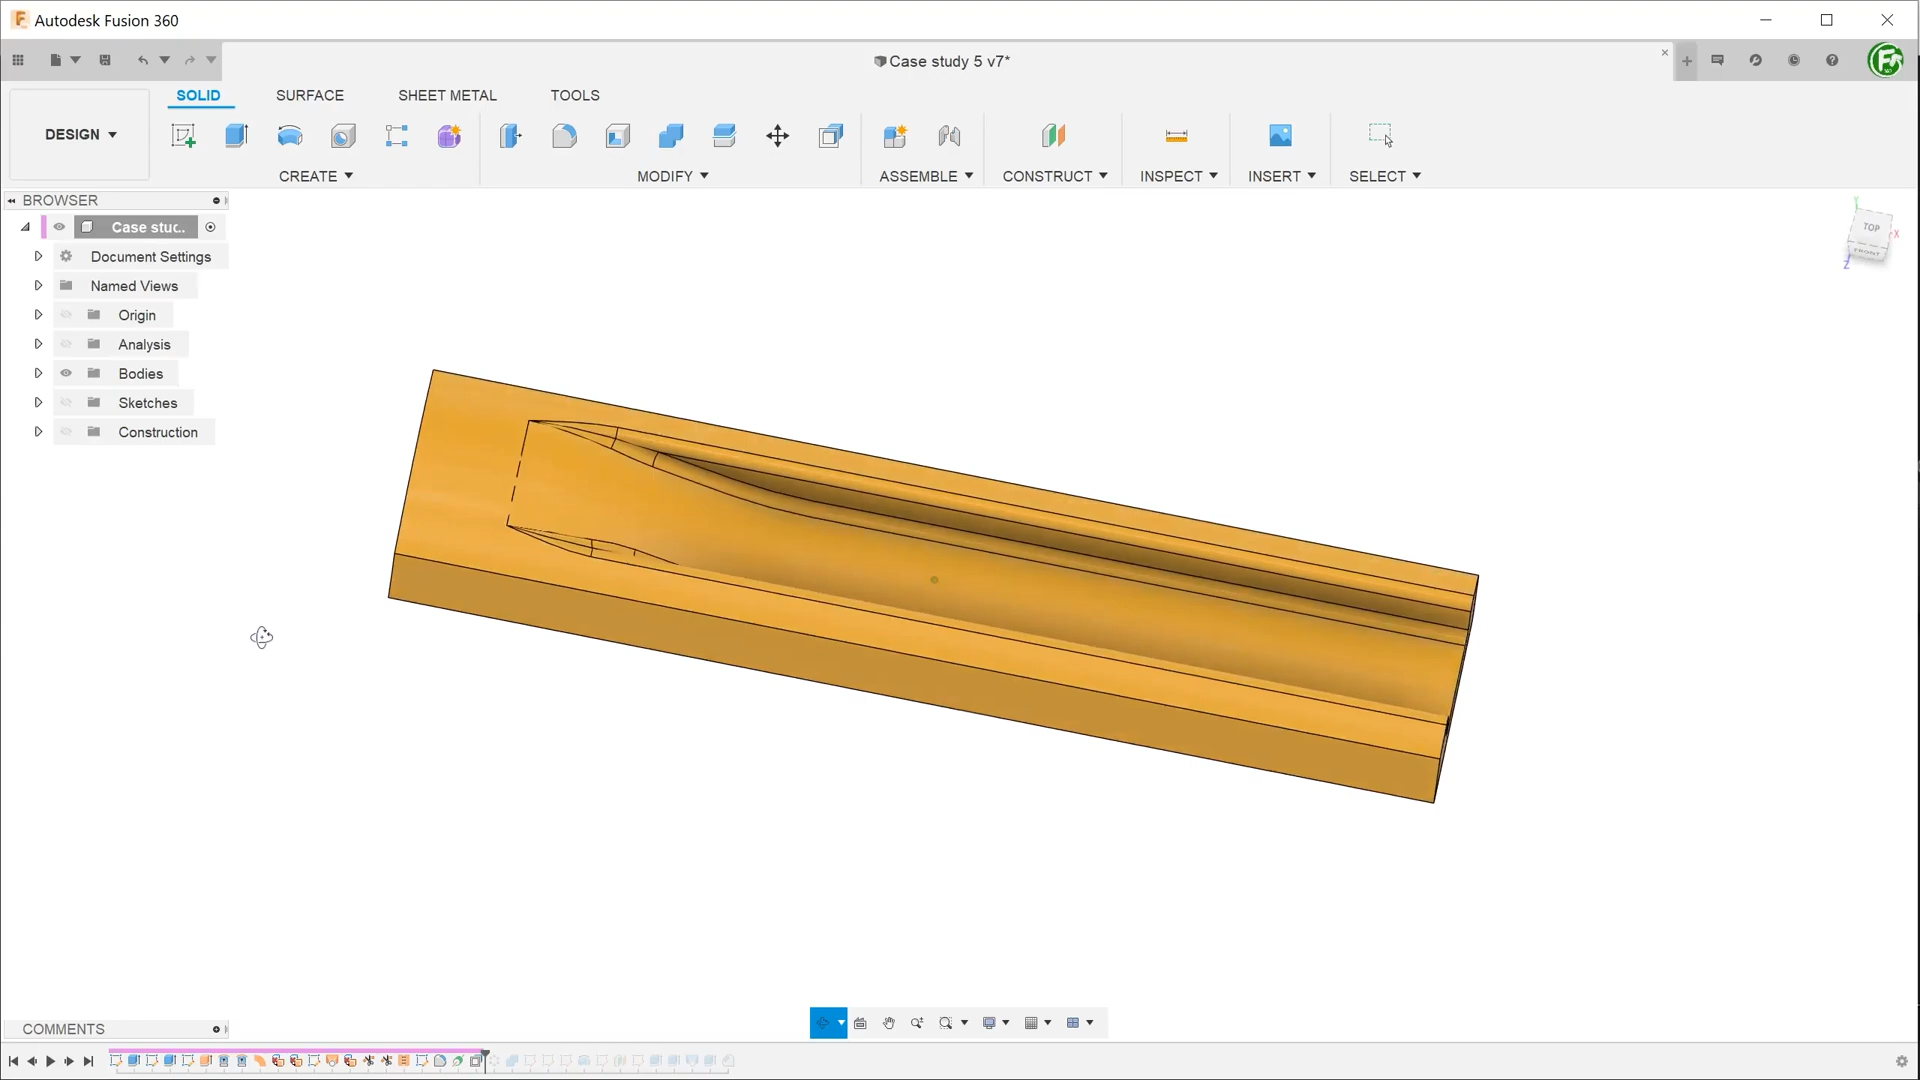 Autodesk Fusion 360
Case study 5 v7*
SOLID
SURFACE
SHEET METAL
TOOLS
DESIGN
CREATE
MODIFY
ASSEMBLE
CONSTRUCT
INSPECT
INSERT
SELECT
BROWSER
Case stuc..
Document Settings
Named Views
Origin
Analysis
Bodies
Sketches
Construction
TOP
FRONT
Y
X
Z
COMMENTS